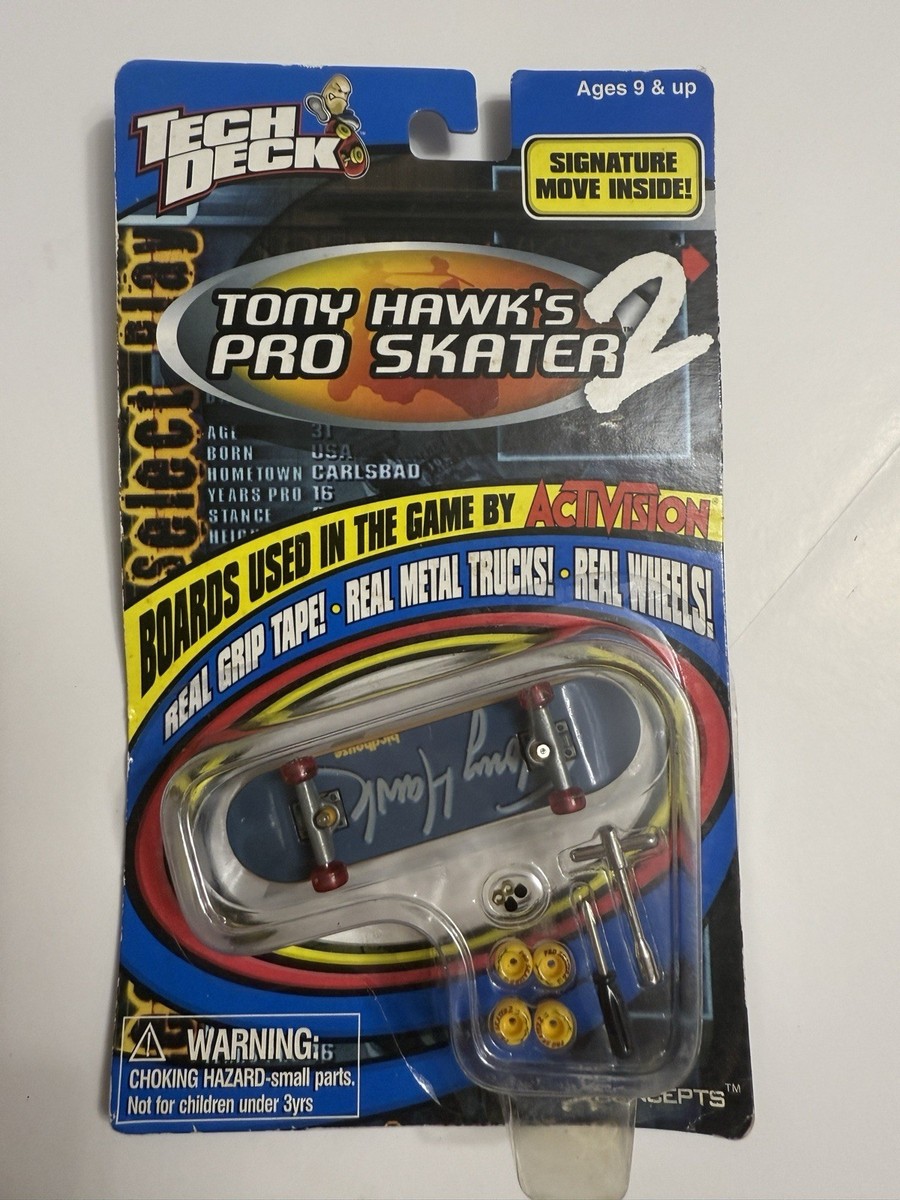 TECH
DECK
Ages 9 & up
SIGNATURE
MOVE INSIDE!
select play
TONY HAWK'S
PRO SKATER 2
AGE 31
BORN USA
HOMETOWN CARLSBAD
YEARS PRO 16
STANCE
BOARDS USED IN THE GAME BY ACTIVISION
REAL GRIP TAPE! • REAL METAL TRUCKS! • REAL WHEELS!
birdhouse
Tony Hawk
WARNING:
CHOKING HAZARD-small parts.
Not for children under 3yrs